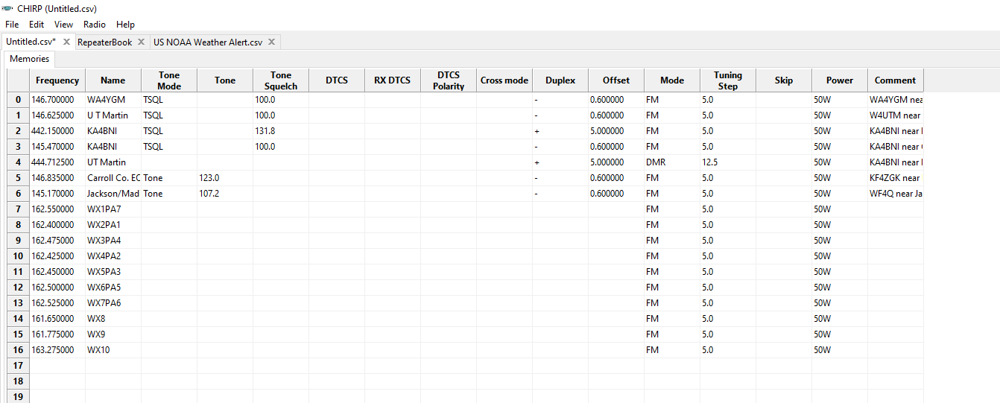 CHIRP (Untitled.csv)
File Edit View Radio Help
Untitled.csv* RepeaterBook US NOAA Weather Alert.csv
Memories
Frequency Name Tone Mode Tone Tone Squelch DTCS RX DTCS DTCS Polarity Cross mode Duplex Offset Mode Tuning Step Skip Power Comment
0 146.700000 WA4YGM TSQL 100.0 - 0.600000 FM 5.0 50W WA4YGM nea
1 146.625000 U T Martin TSQL 100.0 - 0.600000 FM 5.0 50W W4UTM near
2 442.150000 KA4BNI TSQL 131.8 + 5.000000 FM 5.0 50W KA4BNI near
3 145.470000 KA4BNI TSQL 100.0 - 0.600000 FM 5.0 50W KA4BNI near
4 444.712500 UT Martin + 5.000000 DMR 12.5 50W KA4BNI near
5 146.835000 Carroll Co. EC Tone 123.0 - 0.600000 FM 5.0 50W KF4ZGK near
6 145.170000 Jackson/Mad Tone 107.2 - 0.600000 FM 5.0 50W WF4Q near Ja
7 162.550000 WX1PA7 FM 5.0 50W
8 162.400000 WX2PA1 FM 5.0 50W
9 162.475000 WX3PA4 FM 5.0 50W
10 162.425000 WX4PA2 FM 5.0 50W
11 162.450000 WX5PA3 FM 5.0 50W
12 162.500000 WX6PA5 FM 5.0 50W
13 162.525000 WX7PA6 FM 5.0 50W
14 161.650000 WX8 FM 5.0 50W
15 161.775000 WX9 FM 5.0 50W
16 163.275000 WX10 FM 5.0 50W
17
18
19